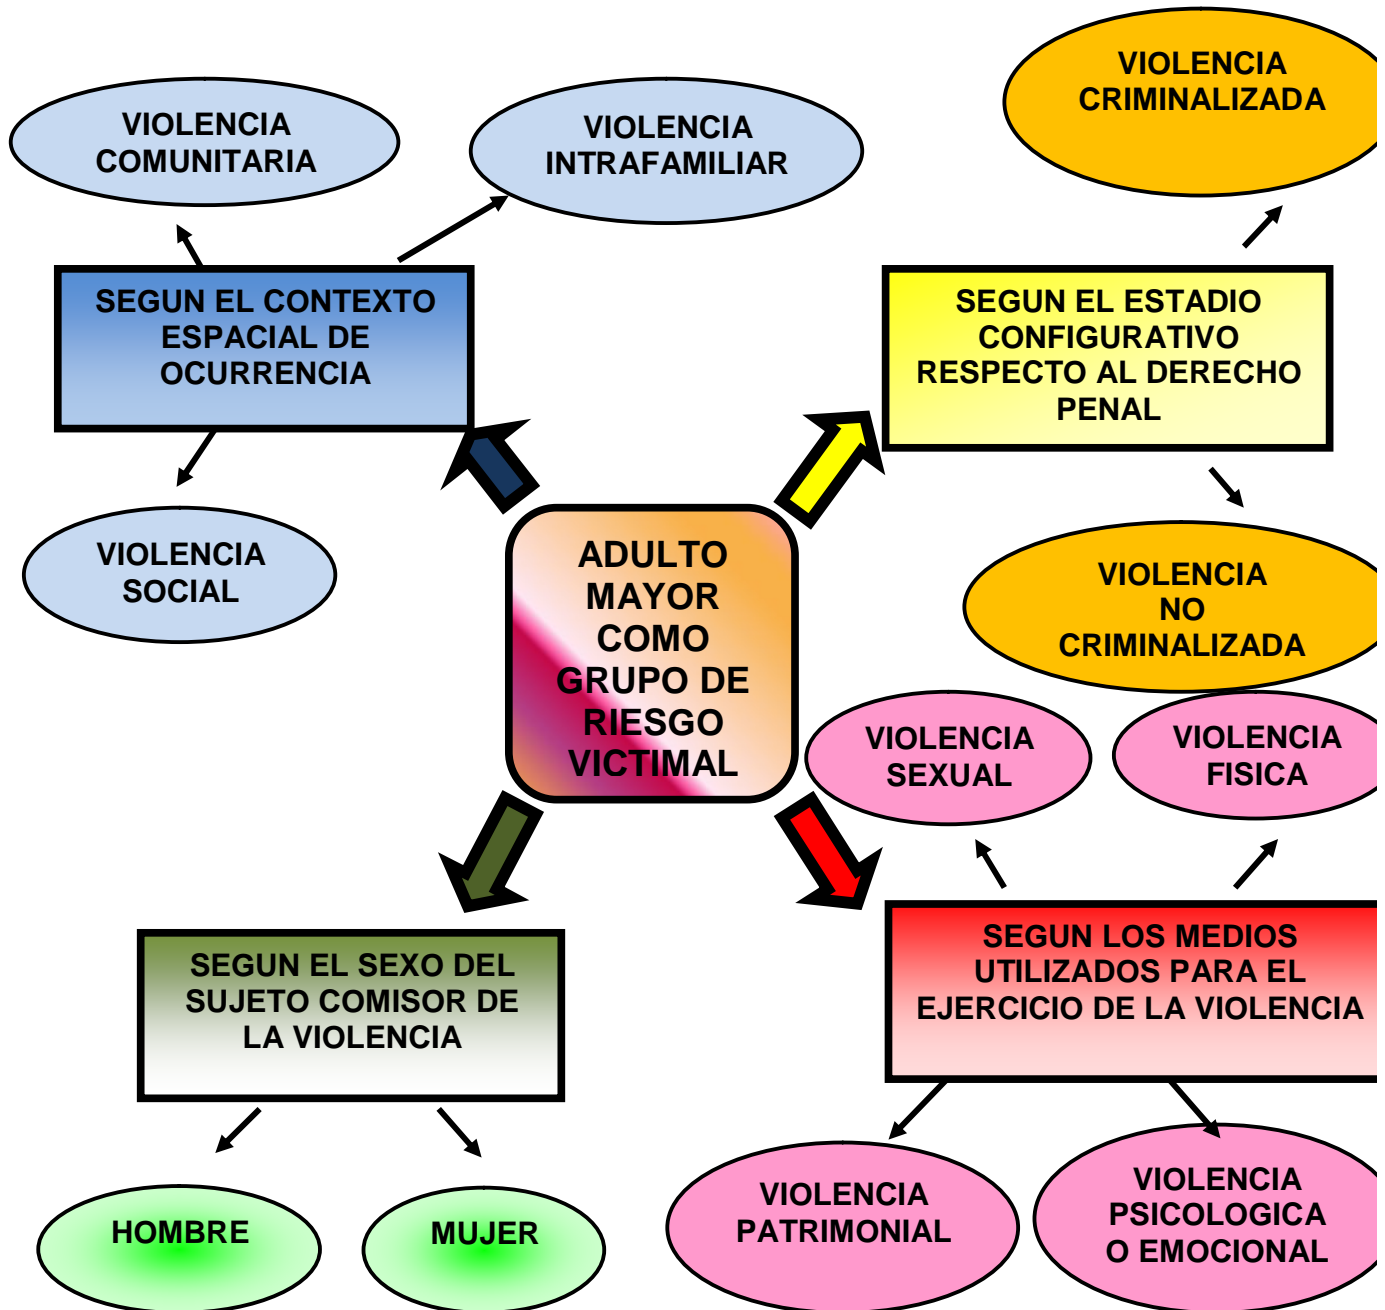 VIOLENCIA
CRIMINALIZADA
VIOLENCIA
COMUNITARIA
VIOLENCIA
INTRAFAMILIAR
SEGUN EL CONTEXTO
ESPACIAL DE
OCURRENCIA
SEGUN EL ESTADIO
CONFIGURATIVO
RESPECTO AL DERECHO
PENAL
VIOLENCIA
SOCIAL
ADULTO
MAYOR
COMO
GRUPO DE
RIESGO
VICTIMAL
VIOLENCIA
NO
CRIMINALIZADA
VIOLENCIA
SEXUAL
VIOLENCIA
FISICA
SEGUN EL SEXO DEL
SUJETO COMISOR DE
LA VIOLENCIA
SEGUN LOS MEDIOS
UTILIZADOS PARA EL
EJERCICIO DE LA VIOLENCIA
HOMBRE
MUJER
VIOLENCIA
PATRIMONIAL
VIOLENCIA
PSICOLOGICA
O EMOCIONAL